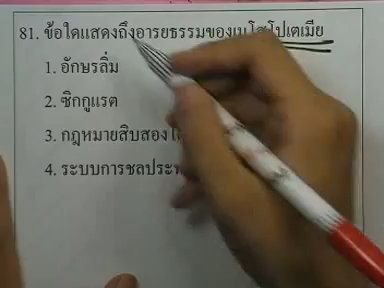 81. ข้อใดแสดงถึงอารยธรรมของเมโสโปเตเมีย
1. อักษรลิ่ม
2. ซิกกูแรต
3. กฎหมายสิบสอง
4. ระบบการชล